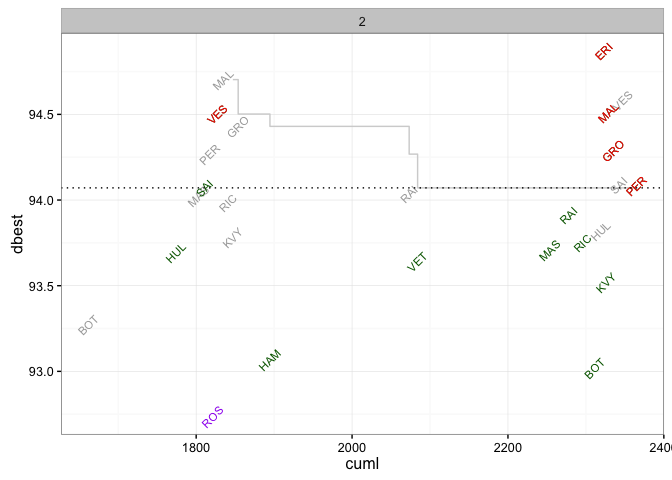 2
ERI
MAL
VES
VES
MAL
GRO
GRO
PER
SAI
PER
SAI
MAS
RIC
RAI
RAI
RIC
HUL
KVY
HUL
VET
MAS
KVY
BOT
HAM
BOT
ROS
94.5
94.0
93.5
93.0
dbest
1800
2000
2200
2400
cuml